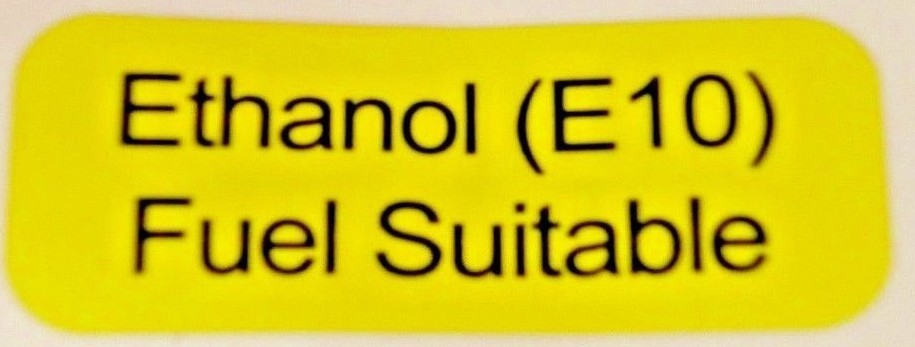 Ethanol (E10)
Fuel Suitable